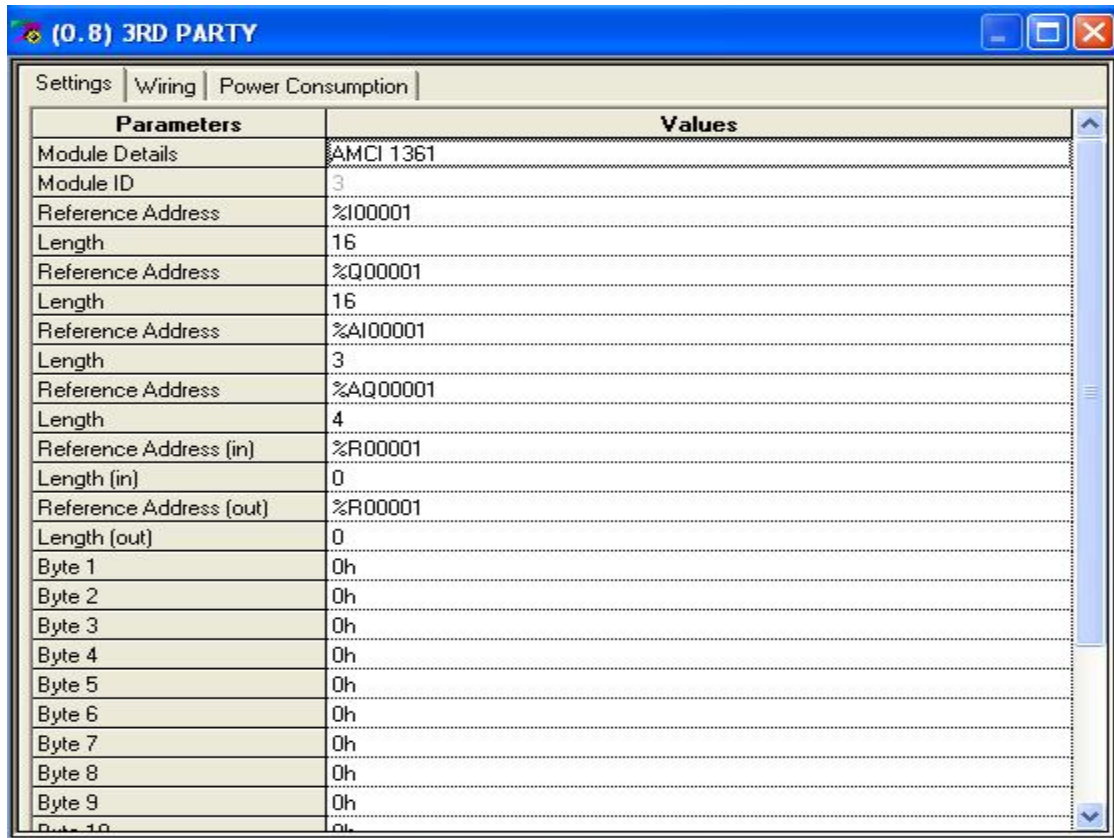 (0.8) 3RD PARTY
Settings Wiring Power Consumption
Parameters Values
Module Details AMCI 1361
Module ID 3
Reference Address %I00001
Length 16
Reference Address %Q00001
Length 16
Reference Address %AI00001
Length 3
Reference Address %AQ00001
Length 4
Reference Address (in) %R00001
Length (in) 0
Reference Address (out) %R00001
Length (out) 0
Byte 1 0h
Byte 2 0h
Byte 3 0h
Byte 4 0h
Byte 5 0h
Byte 6 0h
Byte 7 0h
Byte 8 0h
Byte 9 0h